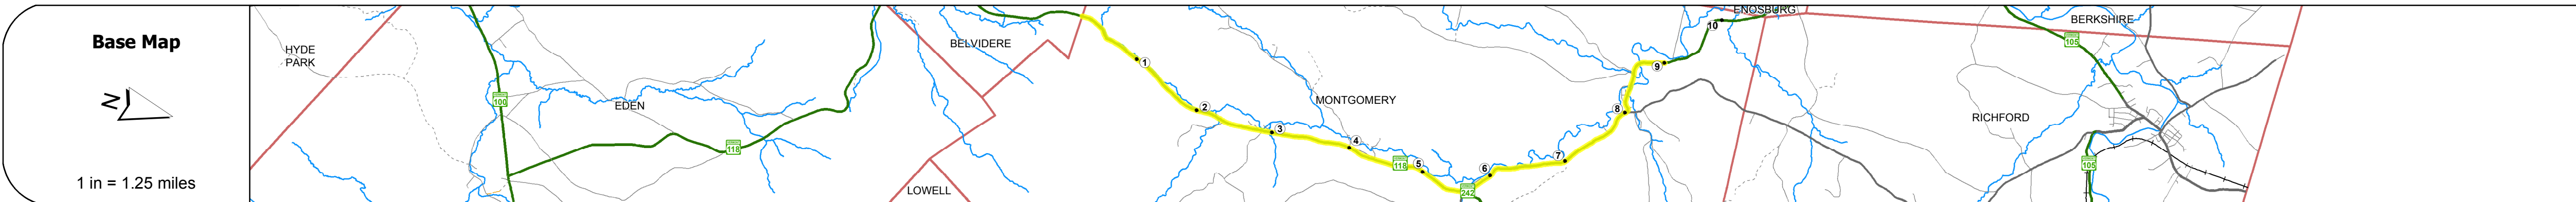 Base Map
N
1 in = 1.25 miles
HYDE
PARK
100
EDEN
118
BELVIDERE
LOWELL
1
2
3
MONTGOMERY
4
118
5
242
6
7
8
9
10
ENOSBURG
RICHFORD
105
BERKSHIRE
105